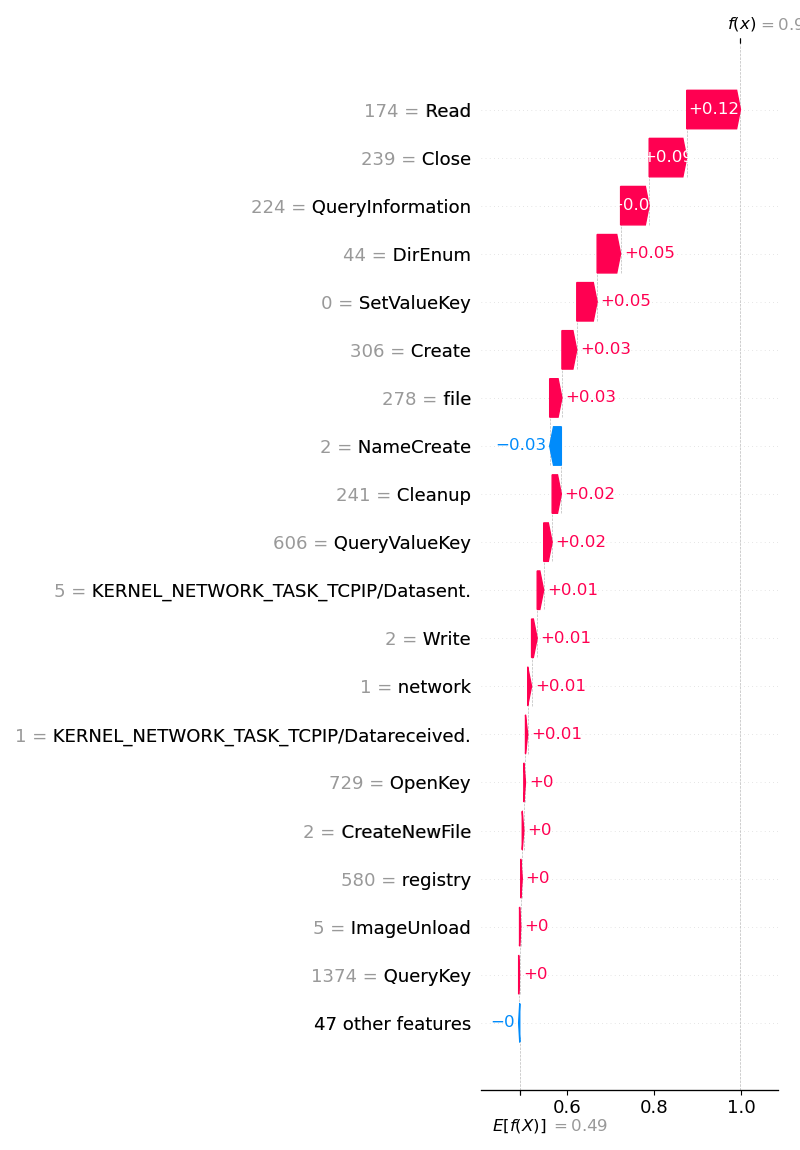 f(x) = 0.9
174 = Read
+0.12
239 = Close
+0.09
224 = QueryInformation
44 = DirEnum
+0.05
0 = SetValueKey
+0.05
306 = Create
+0.03
278 = file
+0.03
2 = NameCreate
−0.03
241 = Cleanup
+0.02
606 = QueryValueKey
+0.02
5 = KERNEL_NETWORK_TASK_TCPIP/Datasent.
+0.01
2 = Write
+0.01
1 = network
+0.01
1 = KERNEL_NETWORK_TASK_TCPIP/Datareceived.
+0.01
729 = OpenKey
+0
2 = CreateNewFile
+0
580 = registry
+0
5 = ImageUnload
+0
1374 = QueryKey
+0
47 other features
−0
0.6
0.8
1.0
E[f(X)] = 0.49